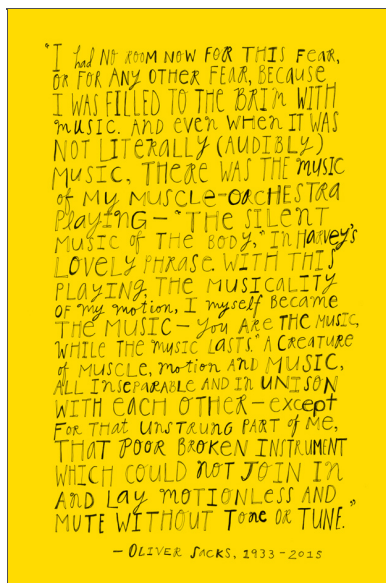 "I had NO ROOM NOW FOR THIS FEAR,
OR FOR ANY OTHER FEAR, BECAUSE
I WAS FILLED TO THE BRIM WITH
MUSIC. AND even WHEN IT WAS
NOT LITERALLY (AUDIBLY)
MUSIC, THERE WAS THE MUSIC
of MY MUSCLE-ORCHESTRA
PlayING – "THE SILENT
MUSIC of THE BODY," IN HARVEY'S
LOVELY PHRASE. WITH THIS
PLAYING, THE MUSICALITY
OF my motion, I myself Became
THE MUSIC – You ARE THE MUSIC,
WHILE THE MUSIC LASTS." A CREATURE
of MUSCLE, motion AND MUSIC,
ALL INSEPARABLE AND IN UNISON
WITH eACH OTHER – except
FOR THAT UNSTRUNG PART of Me,
THAT POOR BROKEN INSTRUMENT
WHICH COULD NOT JOIN IN
AND LAY MOTIONLESS AND
MUTE WITHOUT Tone OR TUNE."
– OLIVER SACKS, 1933-2015